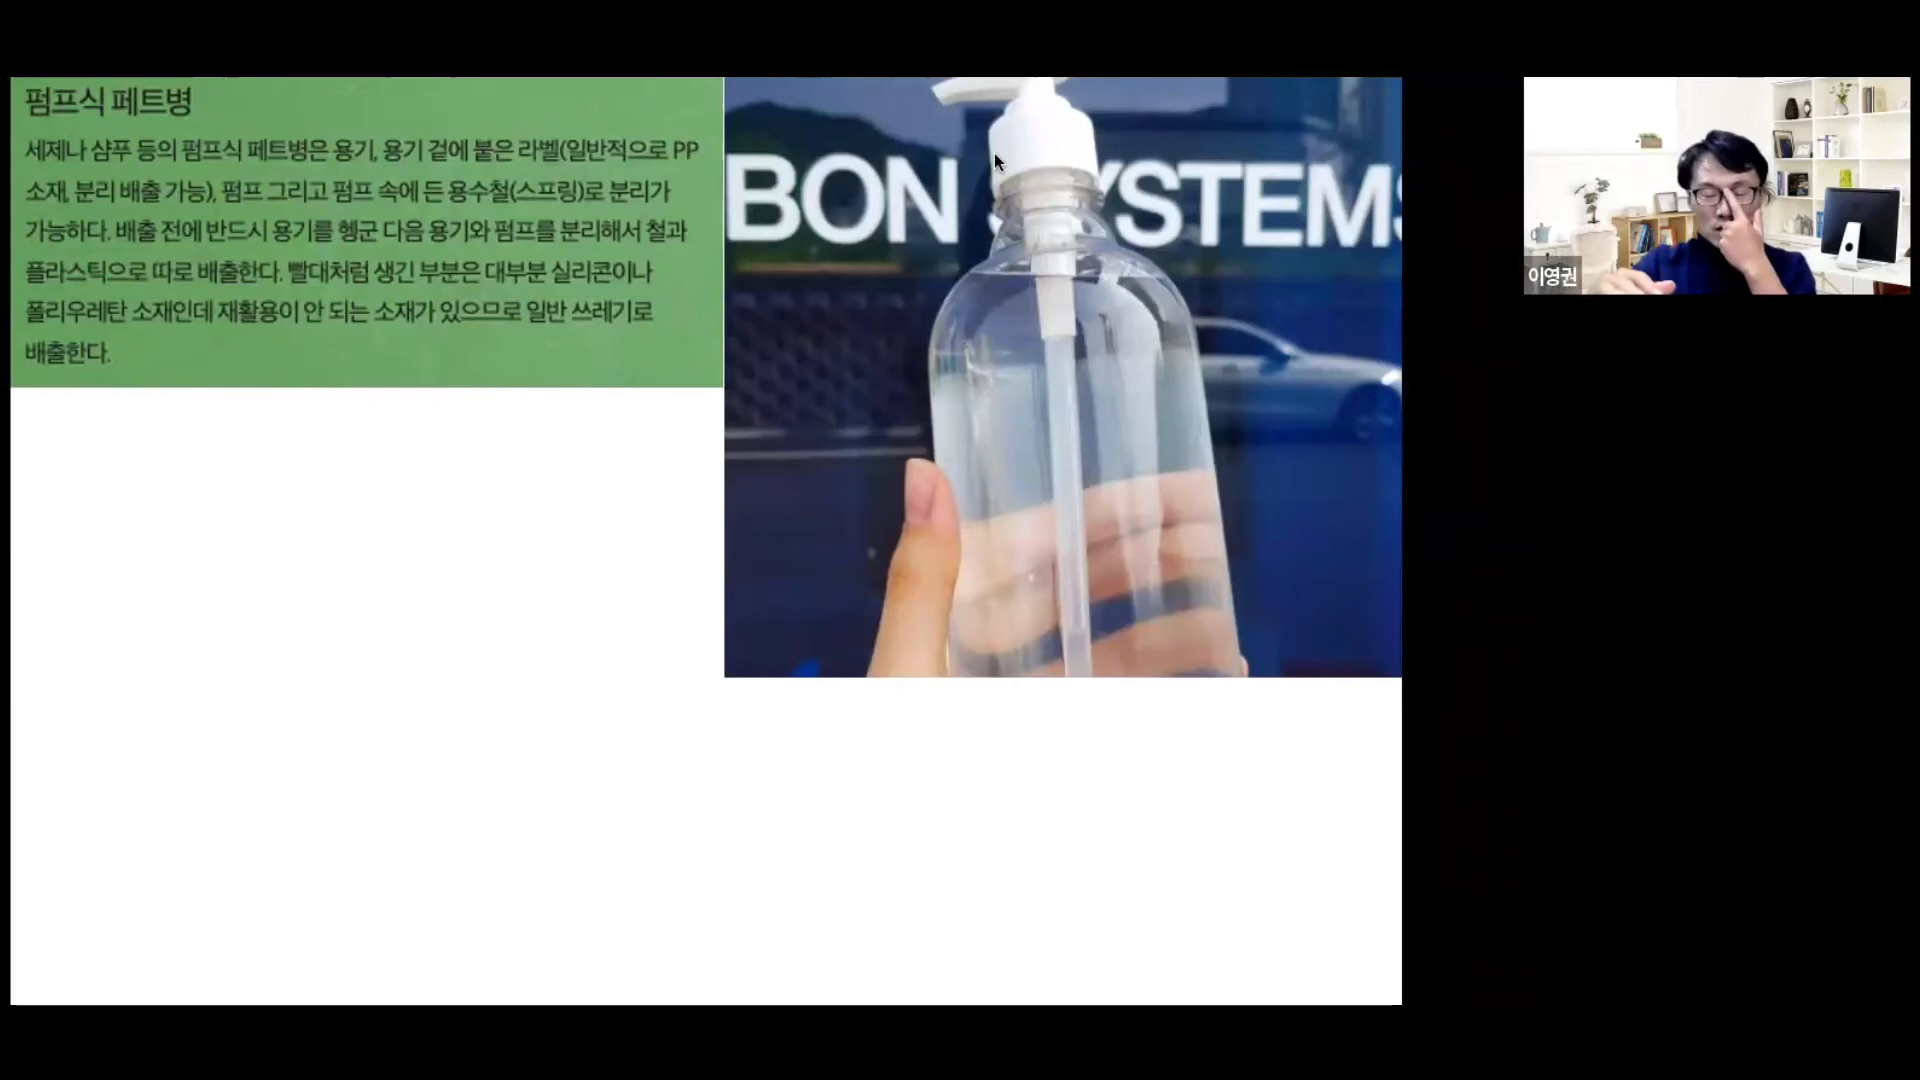 펌프식 페트병
세제나 샴푸 등의 펌프식 페트병은 용기, 용기 겉에 붙은 라벨(일반적으로 PP
소재, 분리 배출 가능), 펌프 그리고 펌프 속에 든 용수철(스프링)로 분리가
가능하다. 배출 전에 반드시 용기를 헹군 다음 용기와 펌프를 분리해서 철과
플라스틱으로 따로 배출한다. 빨대처럼 생긴 부분은 대부분 실리콘이나
폴리우레탄 소재인데 재활용이 안 되는 소재가 있으므로 일반 쓰레기로
배출한다.
BON SYSTEMS
이영권